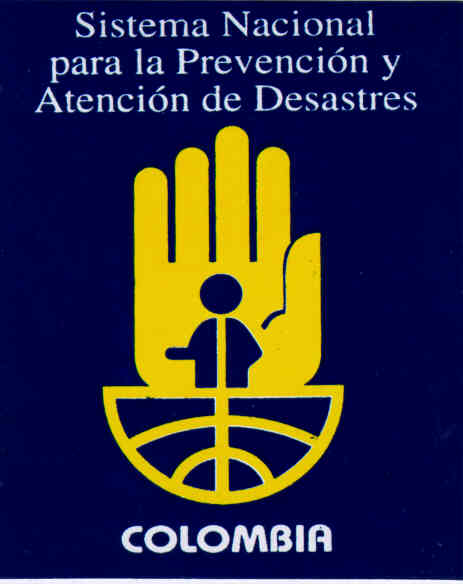 Sistema Nacional
para la Prevención y
Atención de Desastres
COLOMBIA